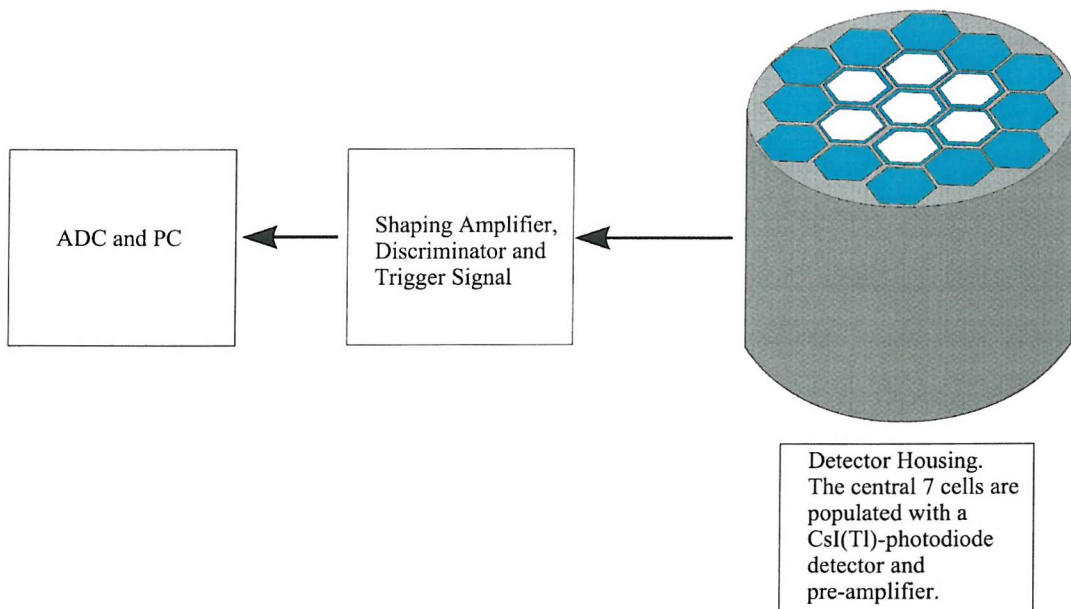 ADC and PC
Shaping Amplifier,
Discriminator and
Trigger Signal
Detector Housing.
The central 7 cells are
populated with a
CsI(Tl)-photodiode
detector and
pre-amplifier.